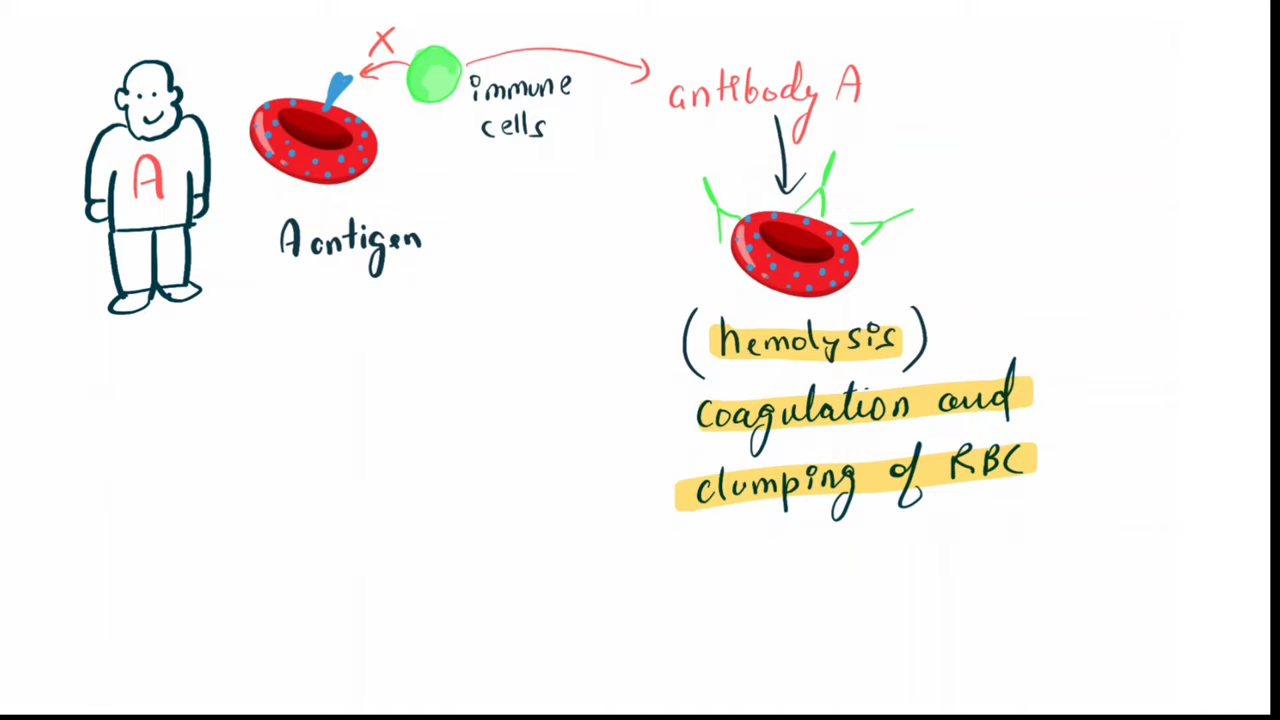 A
A antigen
X
immune
cells
antibody A
(hemolysis)
coagulation and
clumping of RBC